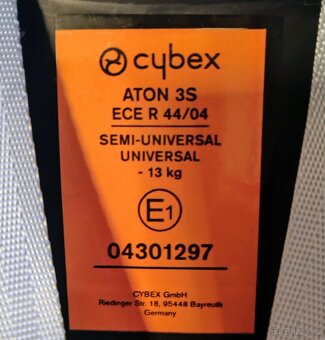 cybex
ATON 3S
ECE R 44/04
SEMI-UNIVERSAL
UNIVERSAL
- 13 kg
E1
04301297
CYBEX GmbH
Riedinger Str. 18, 95448 Bayreuth
Germany